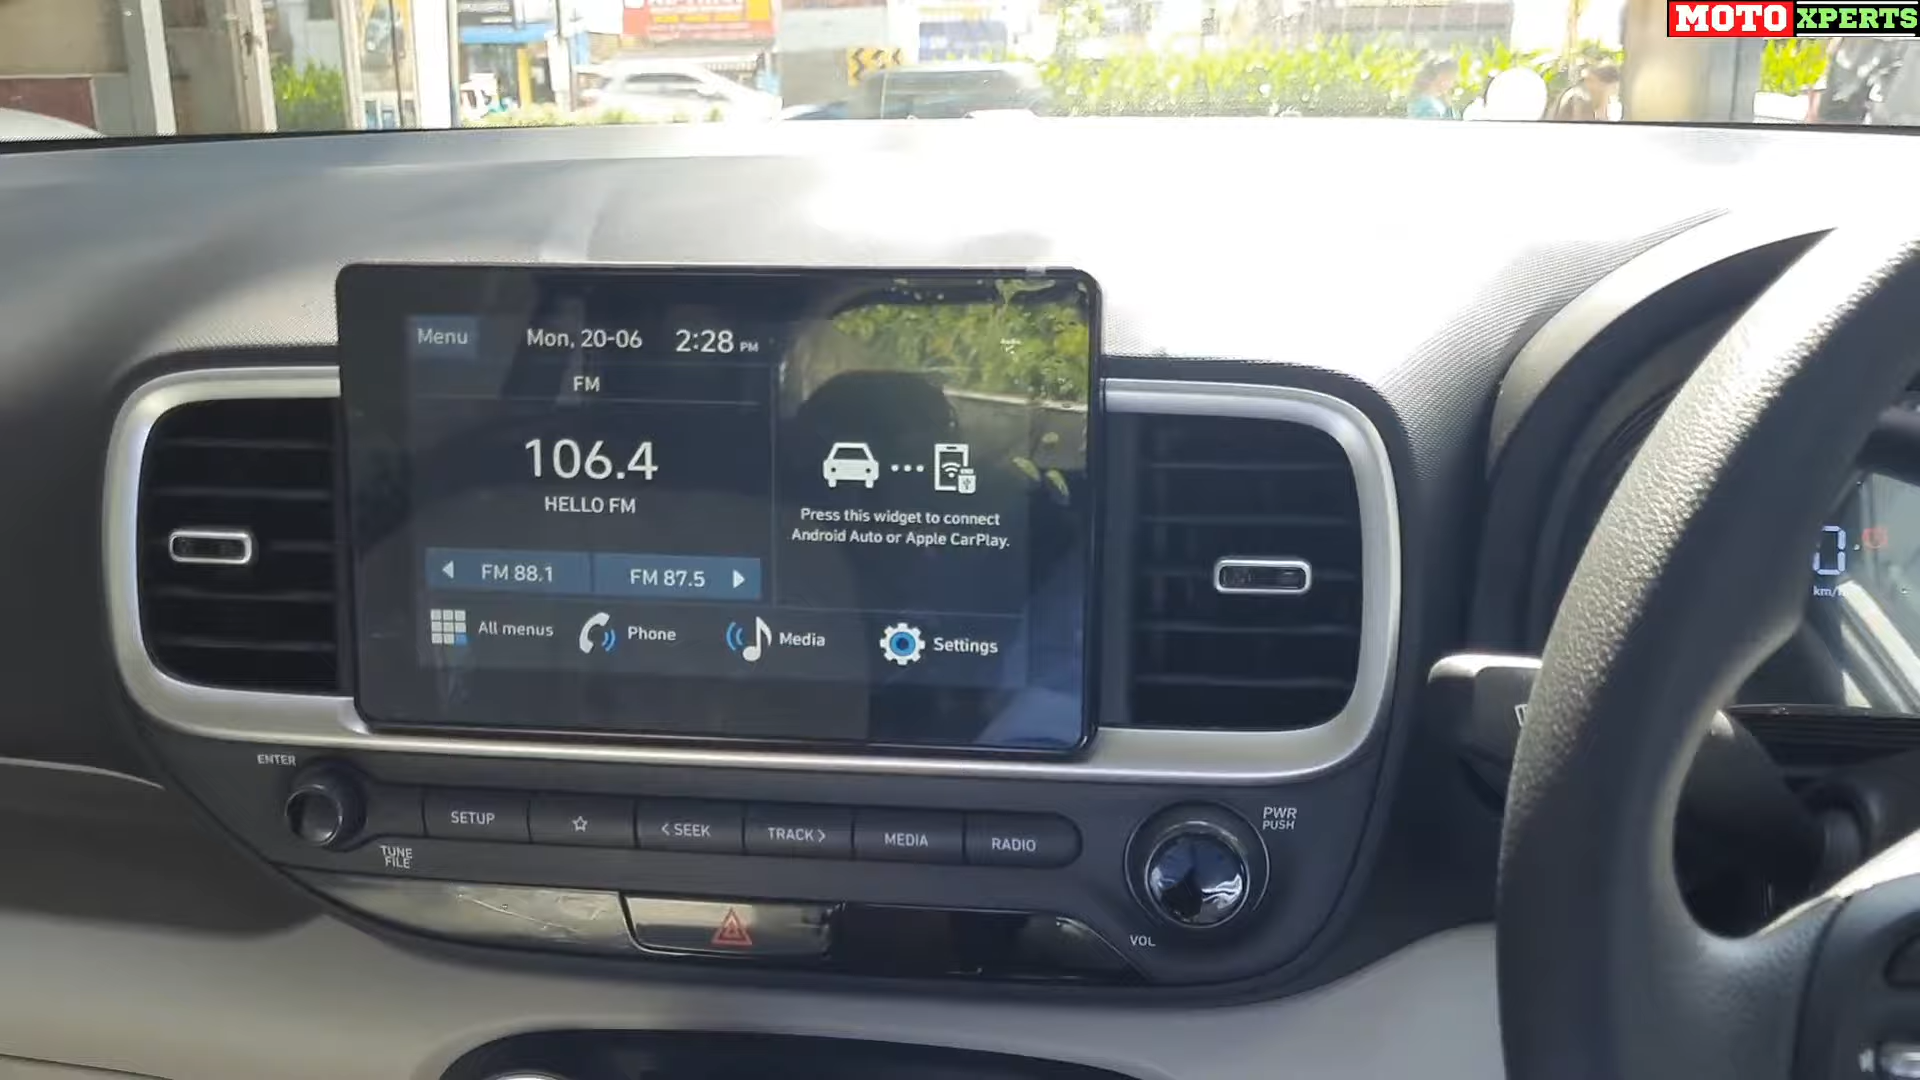 MOTO XPERTS
Menu
Mon, 20-06
2:28 PM
FM
106.4
HELLO FM
FM 88.1
FM 87.5
Press this widget to connect
Android Auto or Apple CarPlay.
All menus
Phone
Media
Settings
km/h
ENTER
TUNE
FILE
SETUP
< SEEK
TRACK >
MEDIA
RADIO
PWR
PUSH
VOL